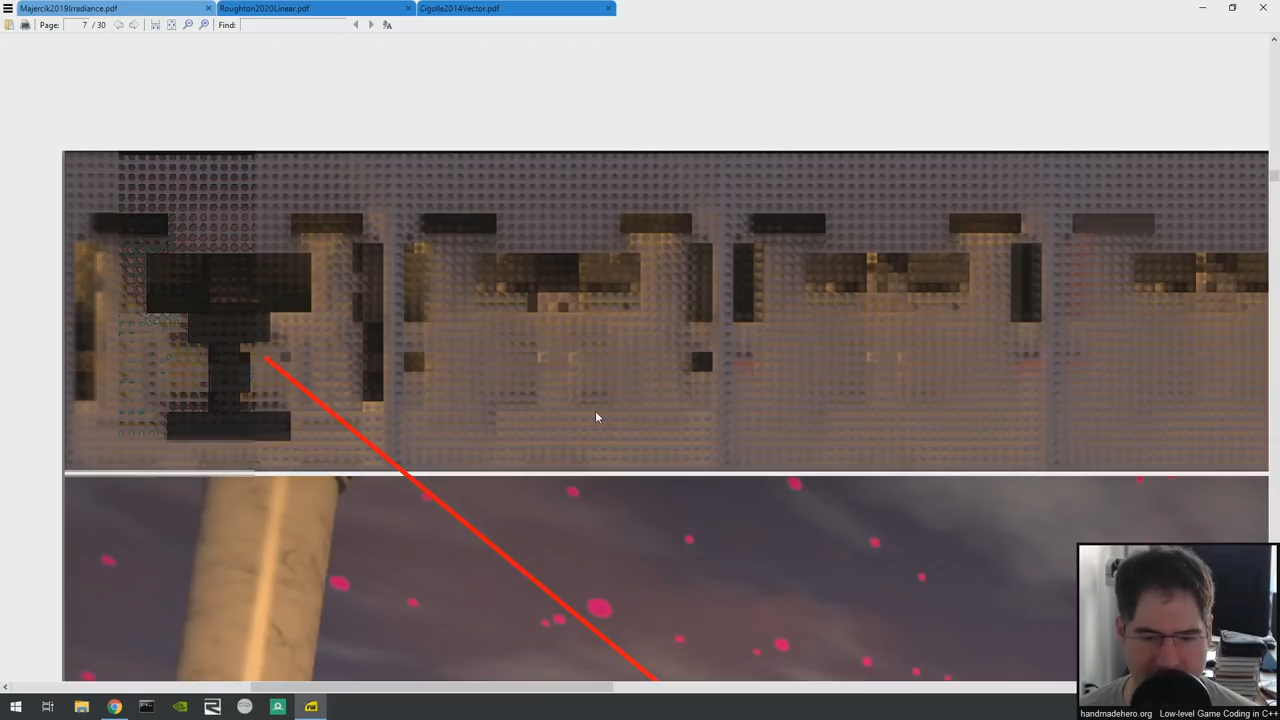 Majercik2019Irradiance.pdf
Roughton2020Linear.pdf
Cigolle2014Vector.pdf
Page: 7 / 30
Find:
handmadehero.org Low-level Game Coding in C++